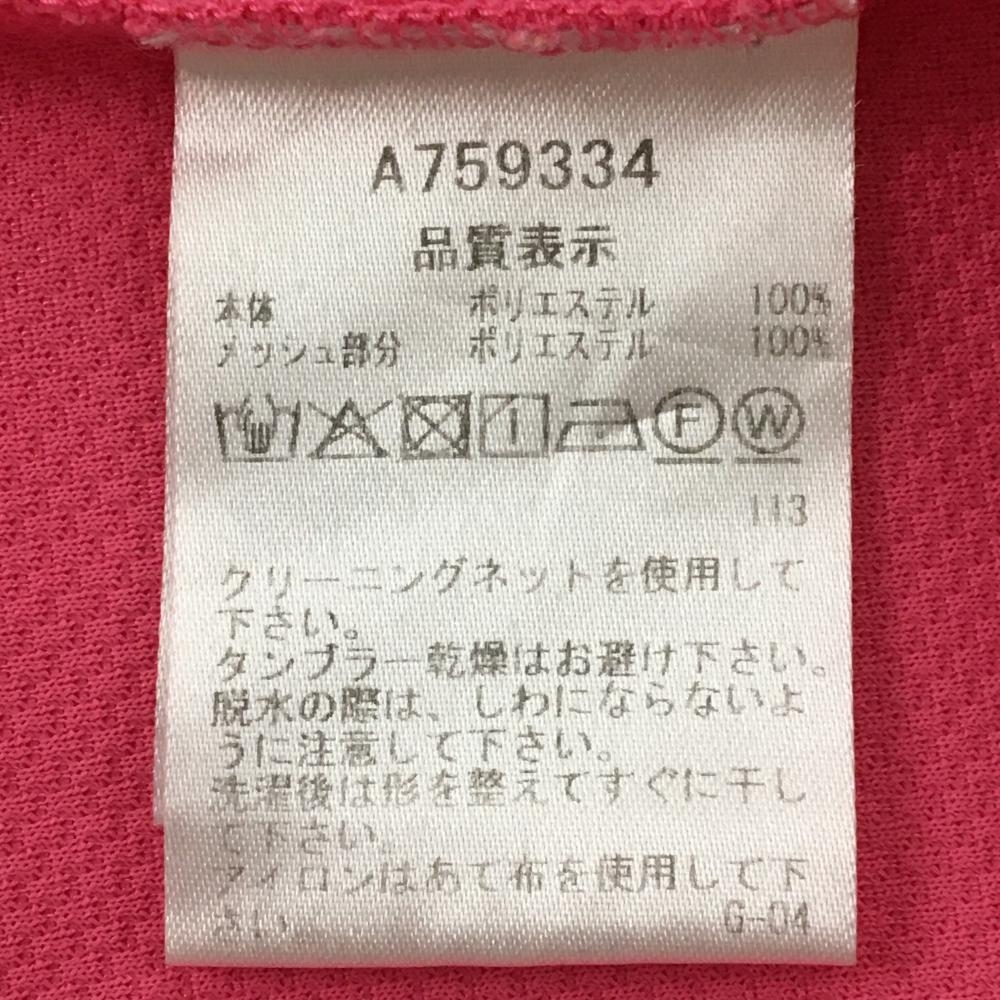 A759334
品質表示
本体 ポリエステル 100%
メッシュ部分 ポリエステル 100%
F W
113
クリーニングネットを使用して
下さい。
タンブラー乾燥はお避け下さい。
脱水の際は、しわにならないよ
うに注意して下さい。
洗濯後は形を整えてすぐに干し
て下さい。
アイロンはあて布を使用して下
さい G-04